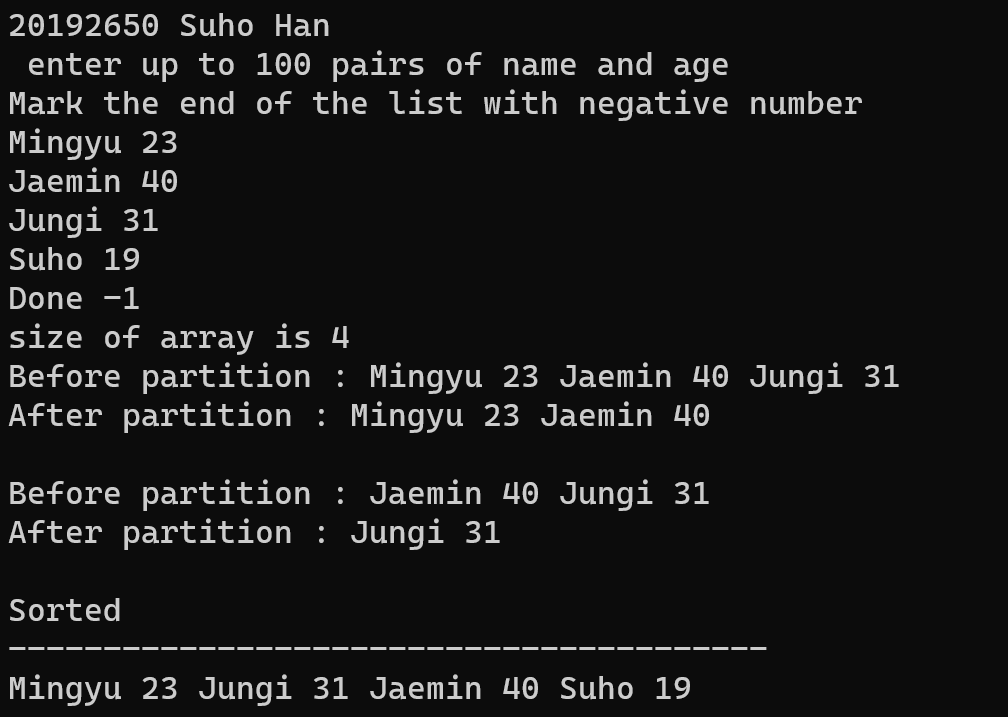 20192650 Suho Han
 enter up to 100 pairs of name and age
Mark the end of the list with negative number
Mingyu 23
Jaemin 40
Jungi 31
Suho 19
Done -1
size of array is 4
Before partition : Mingyu 23 Jaemin 40 Jungi 31
After partition : Mingyu 23 Jaemin 40

Before partition : Jaemin 40 Jungi 31
After partition : Jungi 31

Sorted
----------------------------------------
Mingyu 23 Jungi 31 Jaemin 40 Suho 19